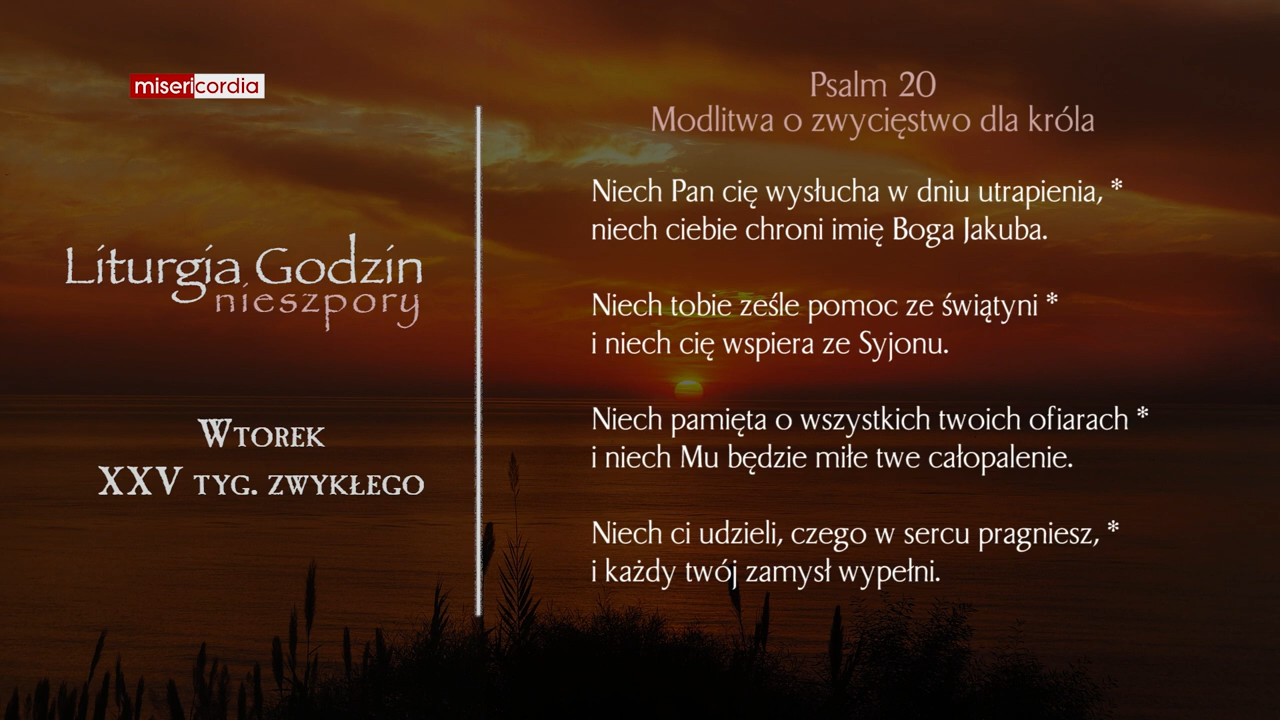 misericordia
Liturgia Godzin
nieszpory
Wtorek
XXV tyg. zwykłego
Psalm 20
Modlitwa o zwycięstwo dla króla
Niech Pan cię wysłucha w dniu utrapienia, *
niech ciebie chroni imię Boga Jakuba.
Niech tobie ześle pomoc ze świątyni *
i niech cię wspiera ze Syjonu.
Niech pamięta o wszystkich twoich ofiarach *
i niech Mu będzie miłe twe całopalenie.
Niech ci udzieli, czego w sercu pragniesz, *
i każdy twój zamysł wypełni.